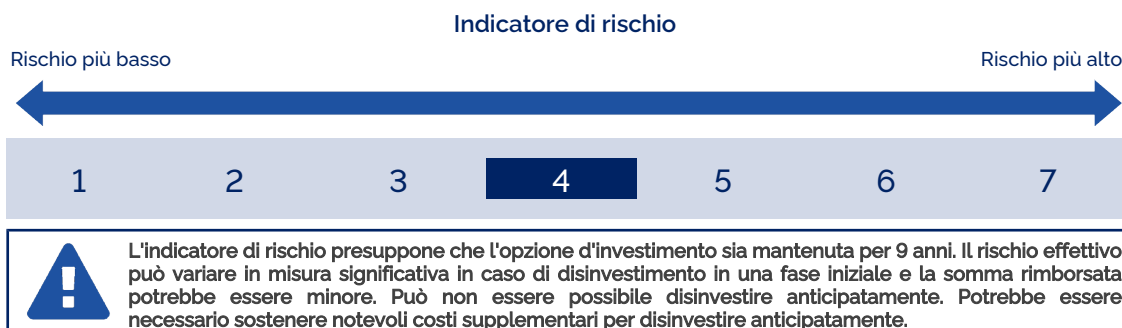 Indicatore di rischio
Rischio più basso
Rischio più alto
1 2 3 4 5 6 7
L'indicatore di rischio presuppone che l'opzione d'investimento sia mantenuta per 9 anni. Il rischio effettivo
può variare in misura significativa in caso di disinvestimento in una fase iniziale e la somma rimborsata
potrebbe essere minore. Può non essere possibile disinvestire anticipatamente. Potrebbe essere
necessario sostenere notevoli costi supplementari per disinvestire anticipatamente.